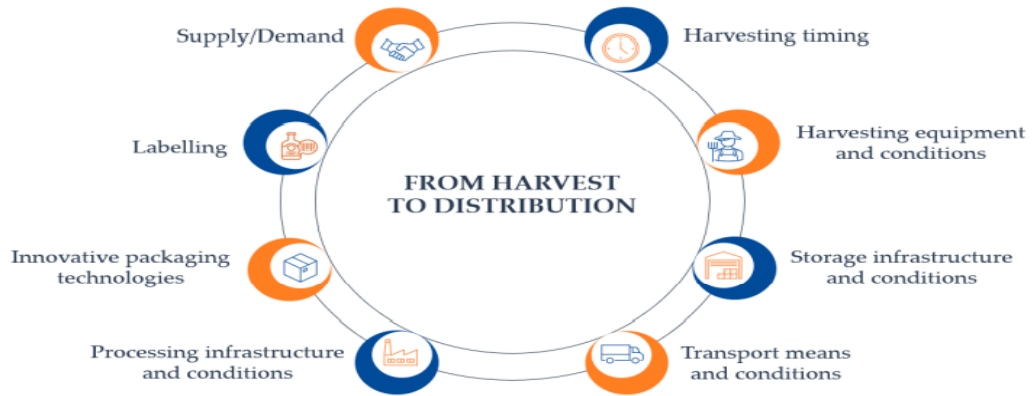 Supply/Demand
Harvesting timing
Labelling
Harvesting equipment
and conditions
FROM HARVEST
TO DISTRIBUTION
Innovative packaging
technologies
Storage infrastructure
and conditions
Processing infrastructure
and conditions
Transport means
and conditions